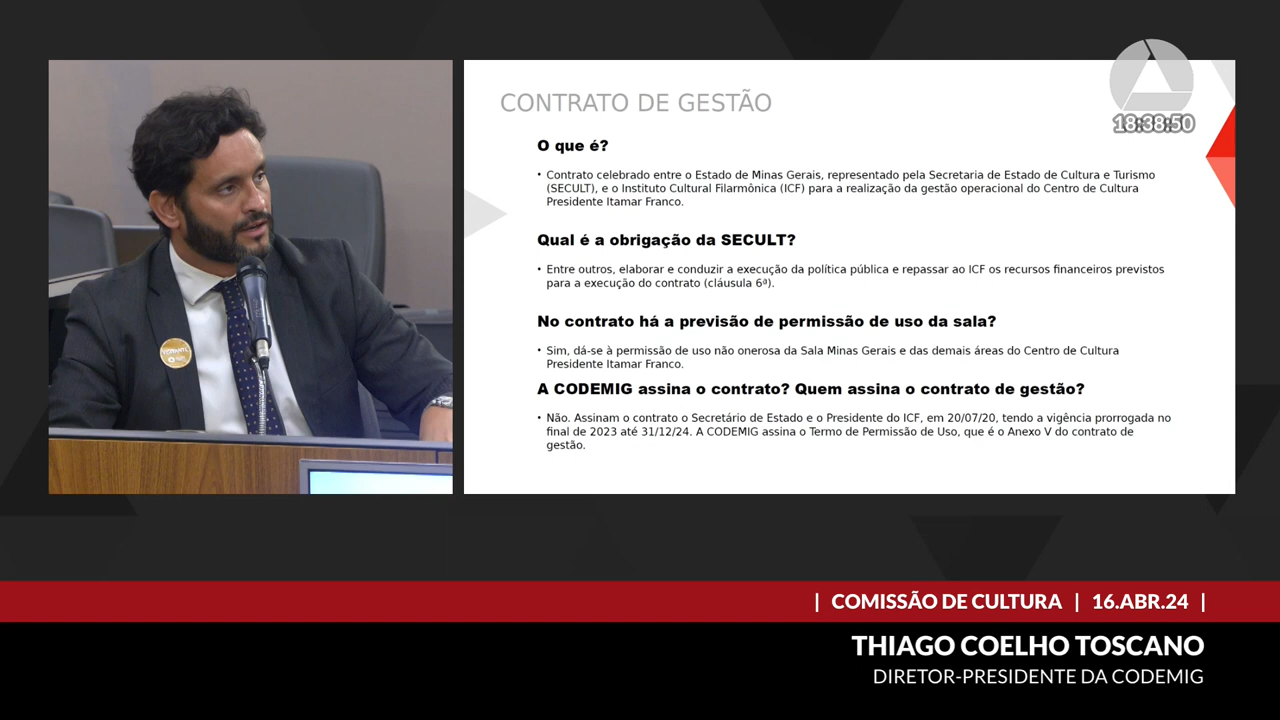 18:38:50
CONTRATO DE GESTÃO
O que é?
• Contrato celebrado entre o Estado de Minas Gerais, representado pela Secretaria de Estado de Cultura e Turismo
(SECULT), e o Instituto Cultural Filarmônica (ICF) para a realização da gestão operacional do Centro de Cultura
Presidente Itamar Franco.
Qual é a obrigação da SECULT?
• Entre outros, elaborar e conduzir a execução da política pública e repassar ao ICF os recursos financeiros previstos
para a execução do contrato (cláusula 6ª).
No contrato há a previsão de permissão de uso da sala?
• Sim, dá-se à permissão de uso não onerosa da Sala Minas Gerais e das demais áreas do Centro de Cultura
Presidente Itamar Franco.
A CODEMIG assina o contrato? Quem assina o contrato de gestão?
• Não. Assinam o contrato o Secretário de Estado e o Presidente do ICF, em 20/07/20, tendo a vigência prorrogada no
final de 2023 até 31/12/24. A CODEMIG assina o Termo de Permissão de Uso, que é o Anexo V do contrato de
gestão.
| COMISSÃO DE CULTURA | 16.ABR.24 |
THIAGO COELHO TOSCANO
DIRETOR-PRESIDENTE DA CODEMIG